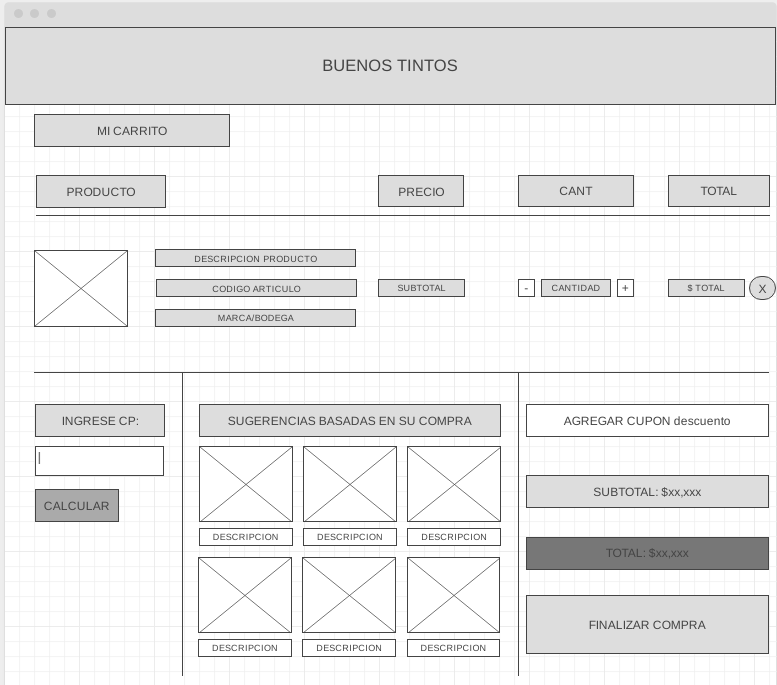 BUENOS TINTOS
MI CARRITO
PRODUCTO PRECIO CANT TOTAL
DESCRIPCION PRODUCTO
CODIGO ARTICULO SUBTOTAL - CANTIDAD + $ TOTAL X
MARCA/BODEGA
INGRESE CP:
CALCULAR
SUGERENCIAS BASADAS EN SU COMPRA
DESCRIPCION DESCRIPCION DESCRIPCION
DESCRIPCION DESCRIPCION DESCRIPCION
AGREGAR CUPON descuento
SUBTOTAL: $xx,xxx
TOTAL: $xx,xxx
FINALIZAR COMPRA